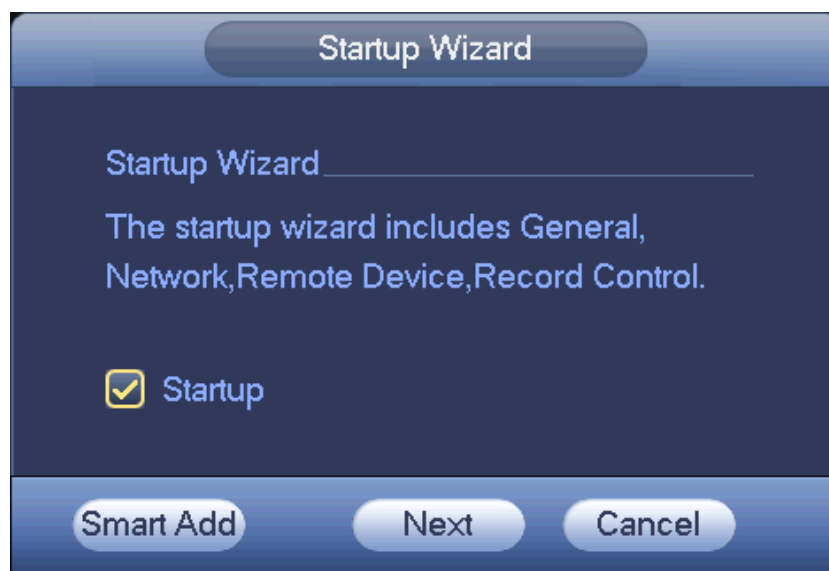 Startup Wizard
Startup Wizard
The startup wizard includes General,
Network,Remote Device,Record Control.
Startup
Smart Add Next Cancel